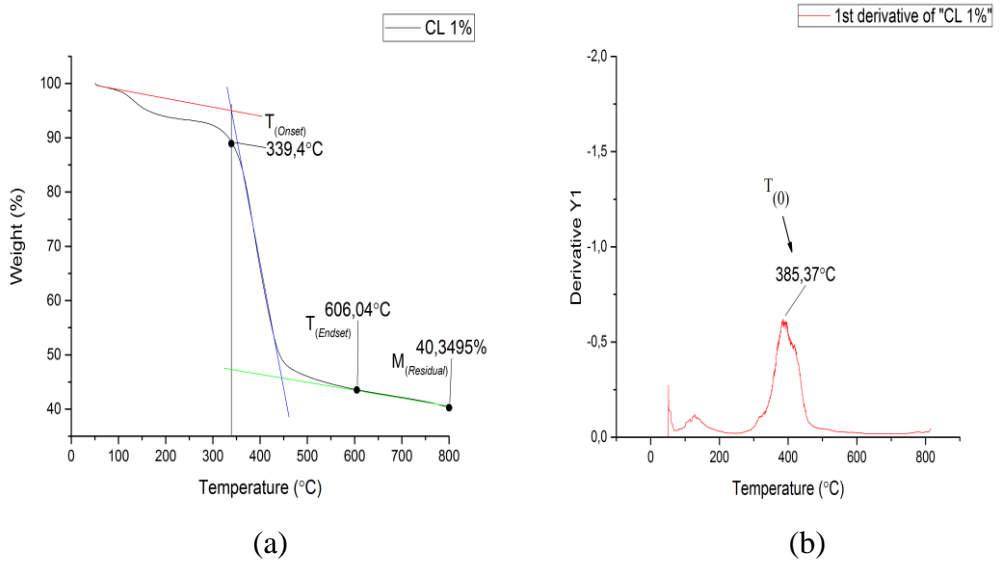 CL 1%
100
90
80
70
60
50
40
Weight (%)
T(Onset)
339,4°C
606,04°C
T(Endset)
40,3495%
M(Residual)
0 100 200 300 400 500 600 700 800
Temperature (°C)
(a)
1st derivative of "CL 1%"
-2,0
-1,5
-1,0
-0,5
0,0
Derivative Y1
T(0)
385,37°C
0 200 400 600 800
Temperature (°C)
(b)